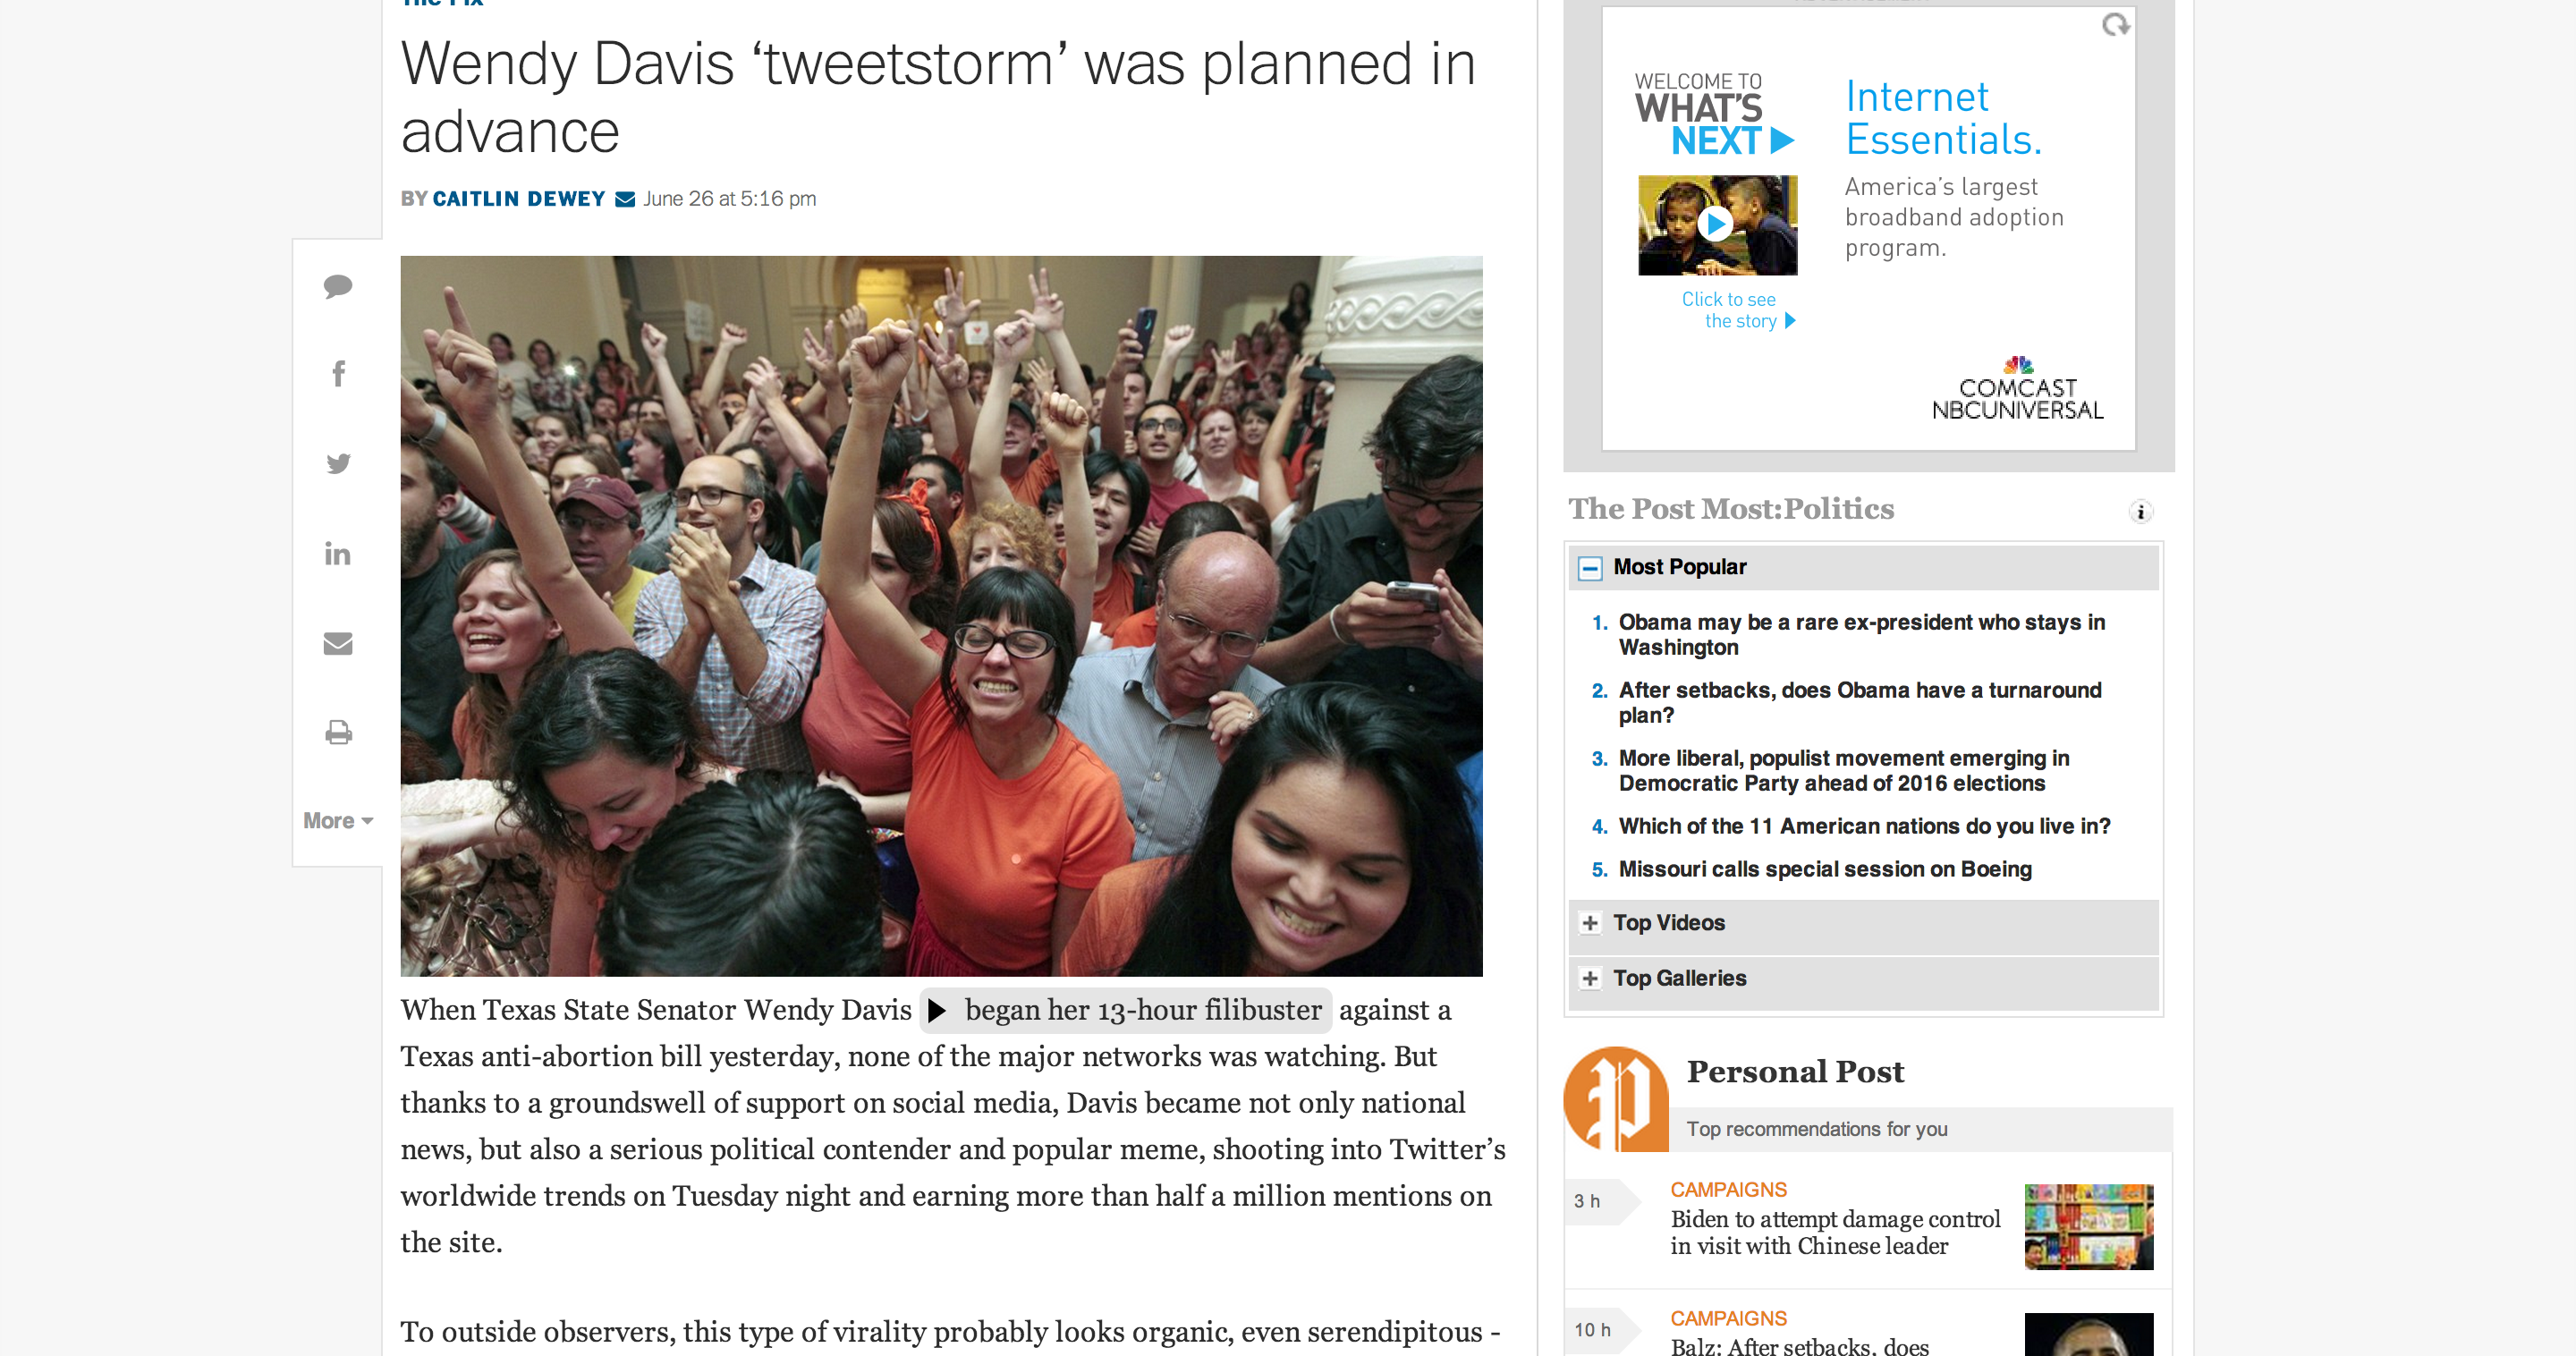 The Fix
Wendy Davis ‘tweetstorm’ was planned in
advance
BY CAITLIN DEWEY June 26 at 5:16 pm
More
When Texas State Senator Wendy Davis began her 13-hour filibuster against a
Texas anti-abortion bill yesterday, none of the major networks was watching. But
thanks to a groundswell of support on social media, Davis became not only national
news, but also a serious political contender and popular meme, shooting into Twitter’s
worldwide trends on Tuesday night and earning more than half a million mentions on
the site.
To outside observers, this type of virality probably looks organic, even serendipitous -
WELCOME TO
WHAT’S
NEXT
Internet
Essentials.
America’s largest
broadband adoption
program.
Click to see
the story
COMCAST
NBCUNIVERSAL
The Post Most:Politics
Most Popular
1. Obama may be a rare ex-president who stays in
Washington
2. After setbacks, does Obama have a turnaround
plan?
3. More liberal, populist movement emerging in
Democratic Party ahead of 2016 elections
4. Which of the 11 American nations do you live in?
5. Missouri calls special session on Boeing
Top Videos
Top Galleries
Personal Post
Top recommendations for you
3 h
CAMPAIGNS
Biden to attempt damage control
in visit with Chinese leader
10 h
CAMPAIGNS
Balz: After setbacks, does